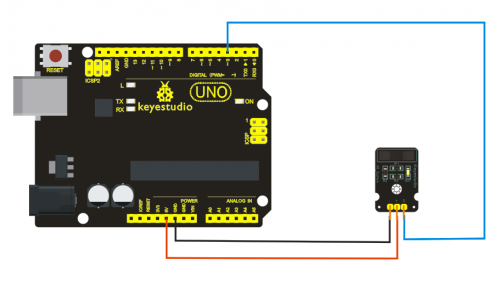 RESET
ICSP2
AREF
GND
13
12
~11
~10
~9
8
7
~6
~5
4
~3
2
TX0 ▸ 1
RX0 ◂ 0
DIGITAL (PWM~)
L
TX
RX
keyestudio
UNO
ON
1
ICSP
POWER
ANALOG IN
IOREF
RESET
3V3
5V
GND
GND
VIN
A0
A1
A2
A3
A4
A5